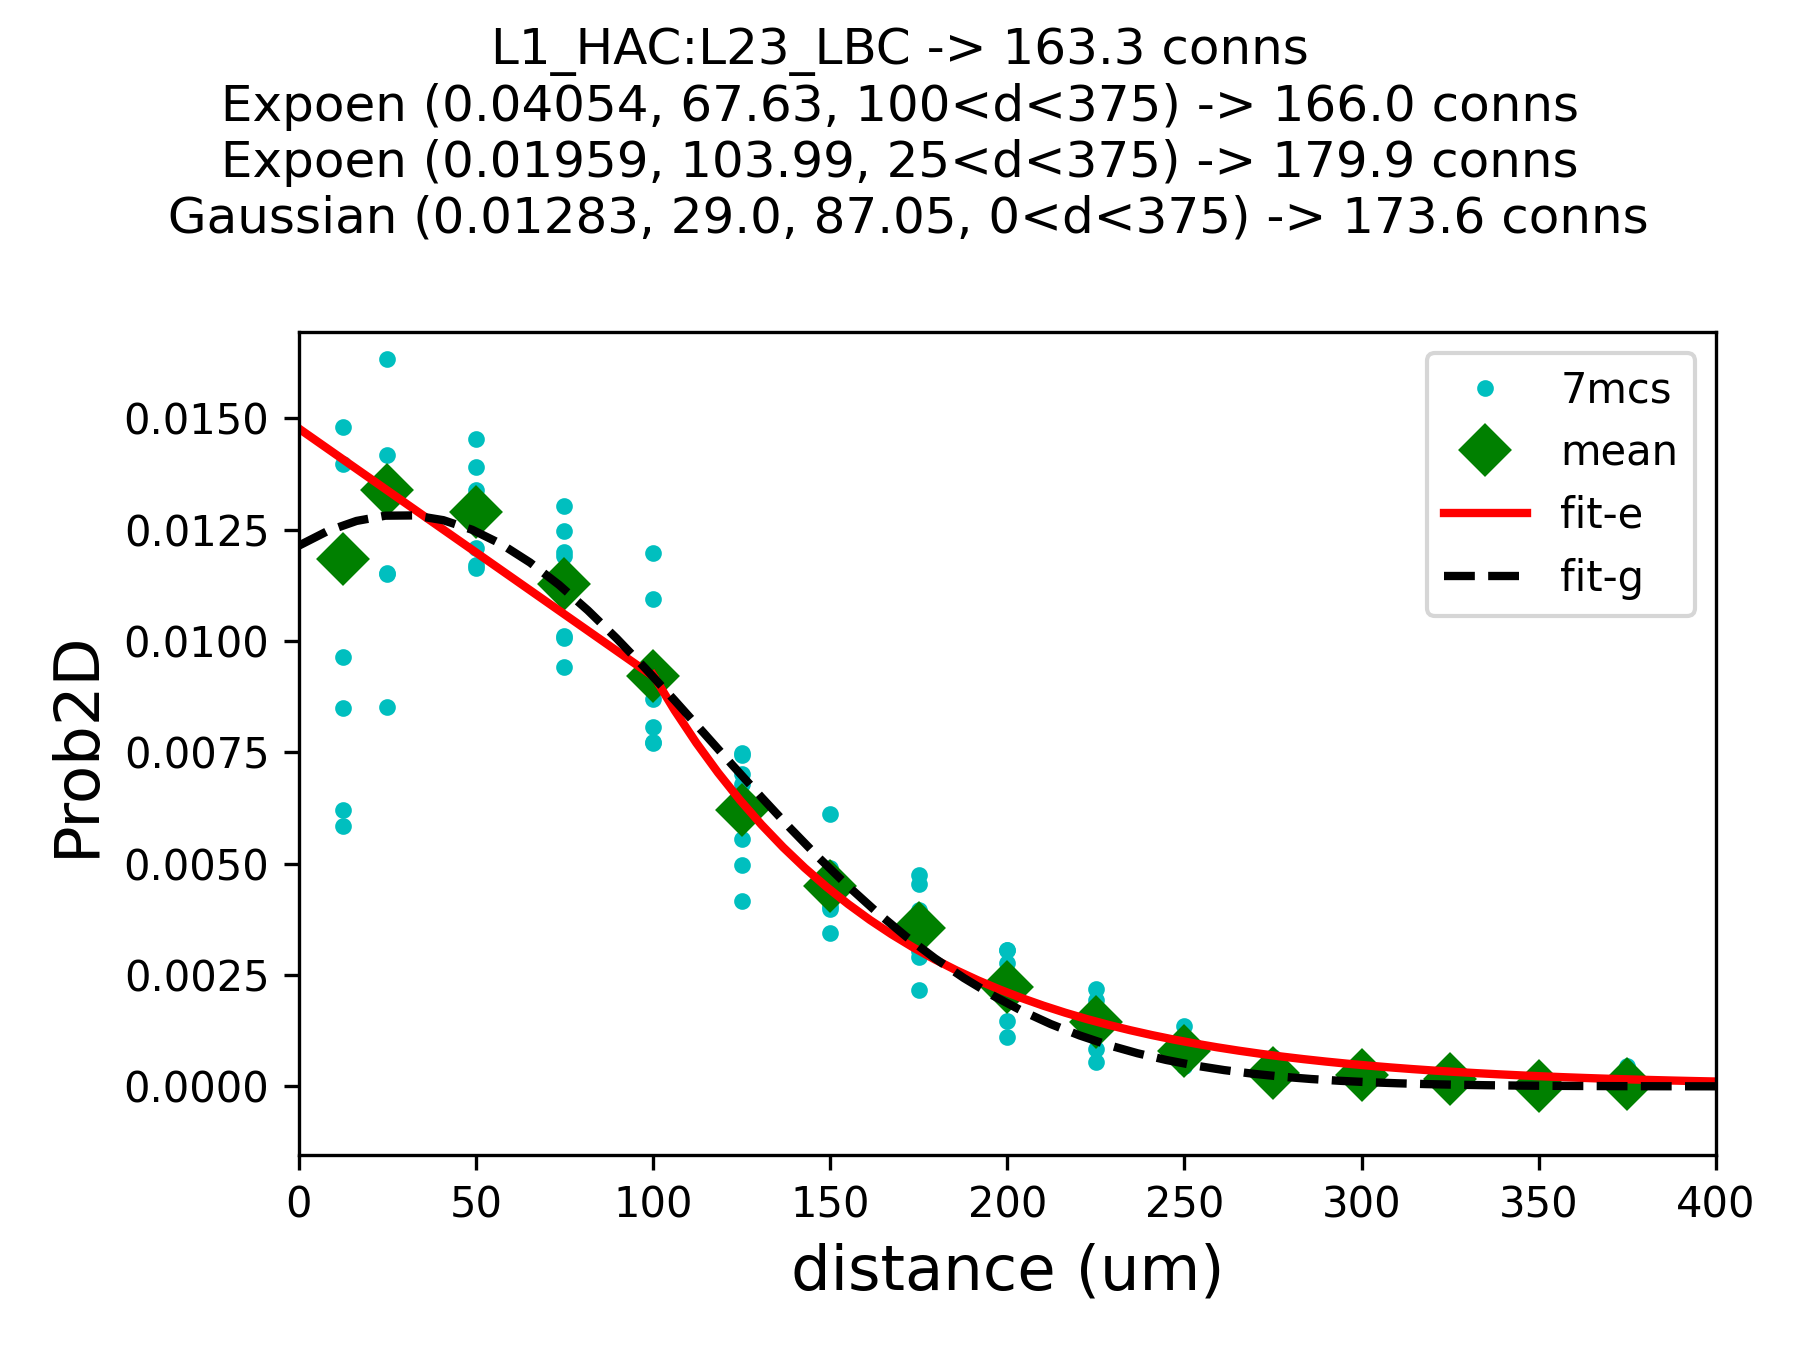 L1_HAC:L23_LBC -> 163.3 conns
Expoen (0.04054, 67.63, 100<d<375) -> 166.0 conns
Expoen (0.01959, 103.99, 25<d<375) -> 179.9 conns
Gaussian (0.01283, 29.0, 87.05, 0<d<375) -> 173.6 conns
7mcs
mean
fit-e
fit-g
Prob2D
0.0150
0.0125
0.0100
0.0075
0.0050
0.0025
0.0000
0 50 100 150 200 250 300 350 400
distance (um)